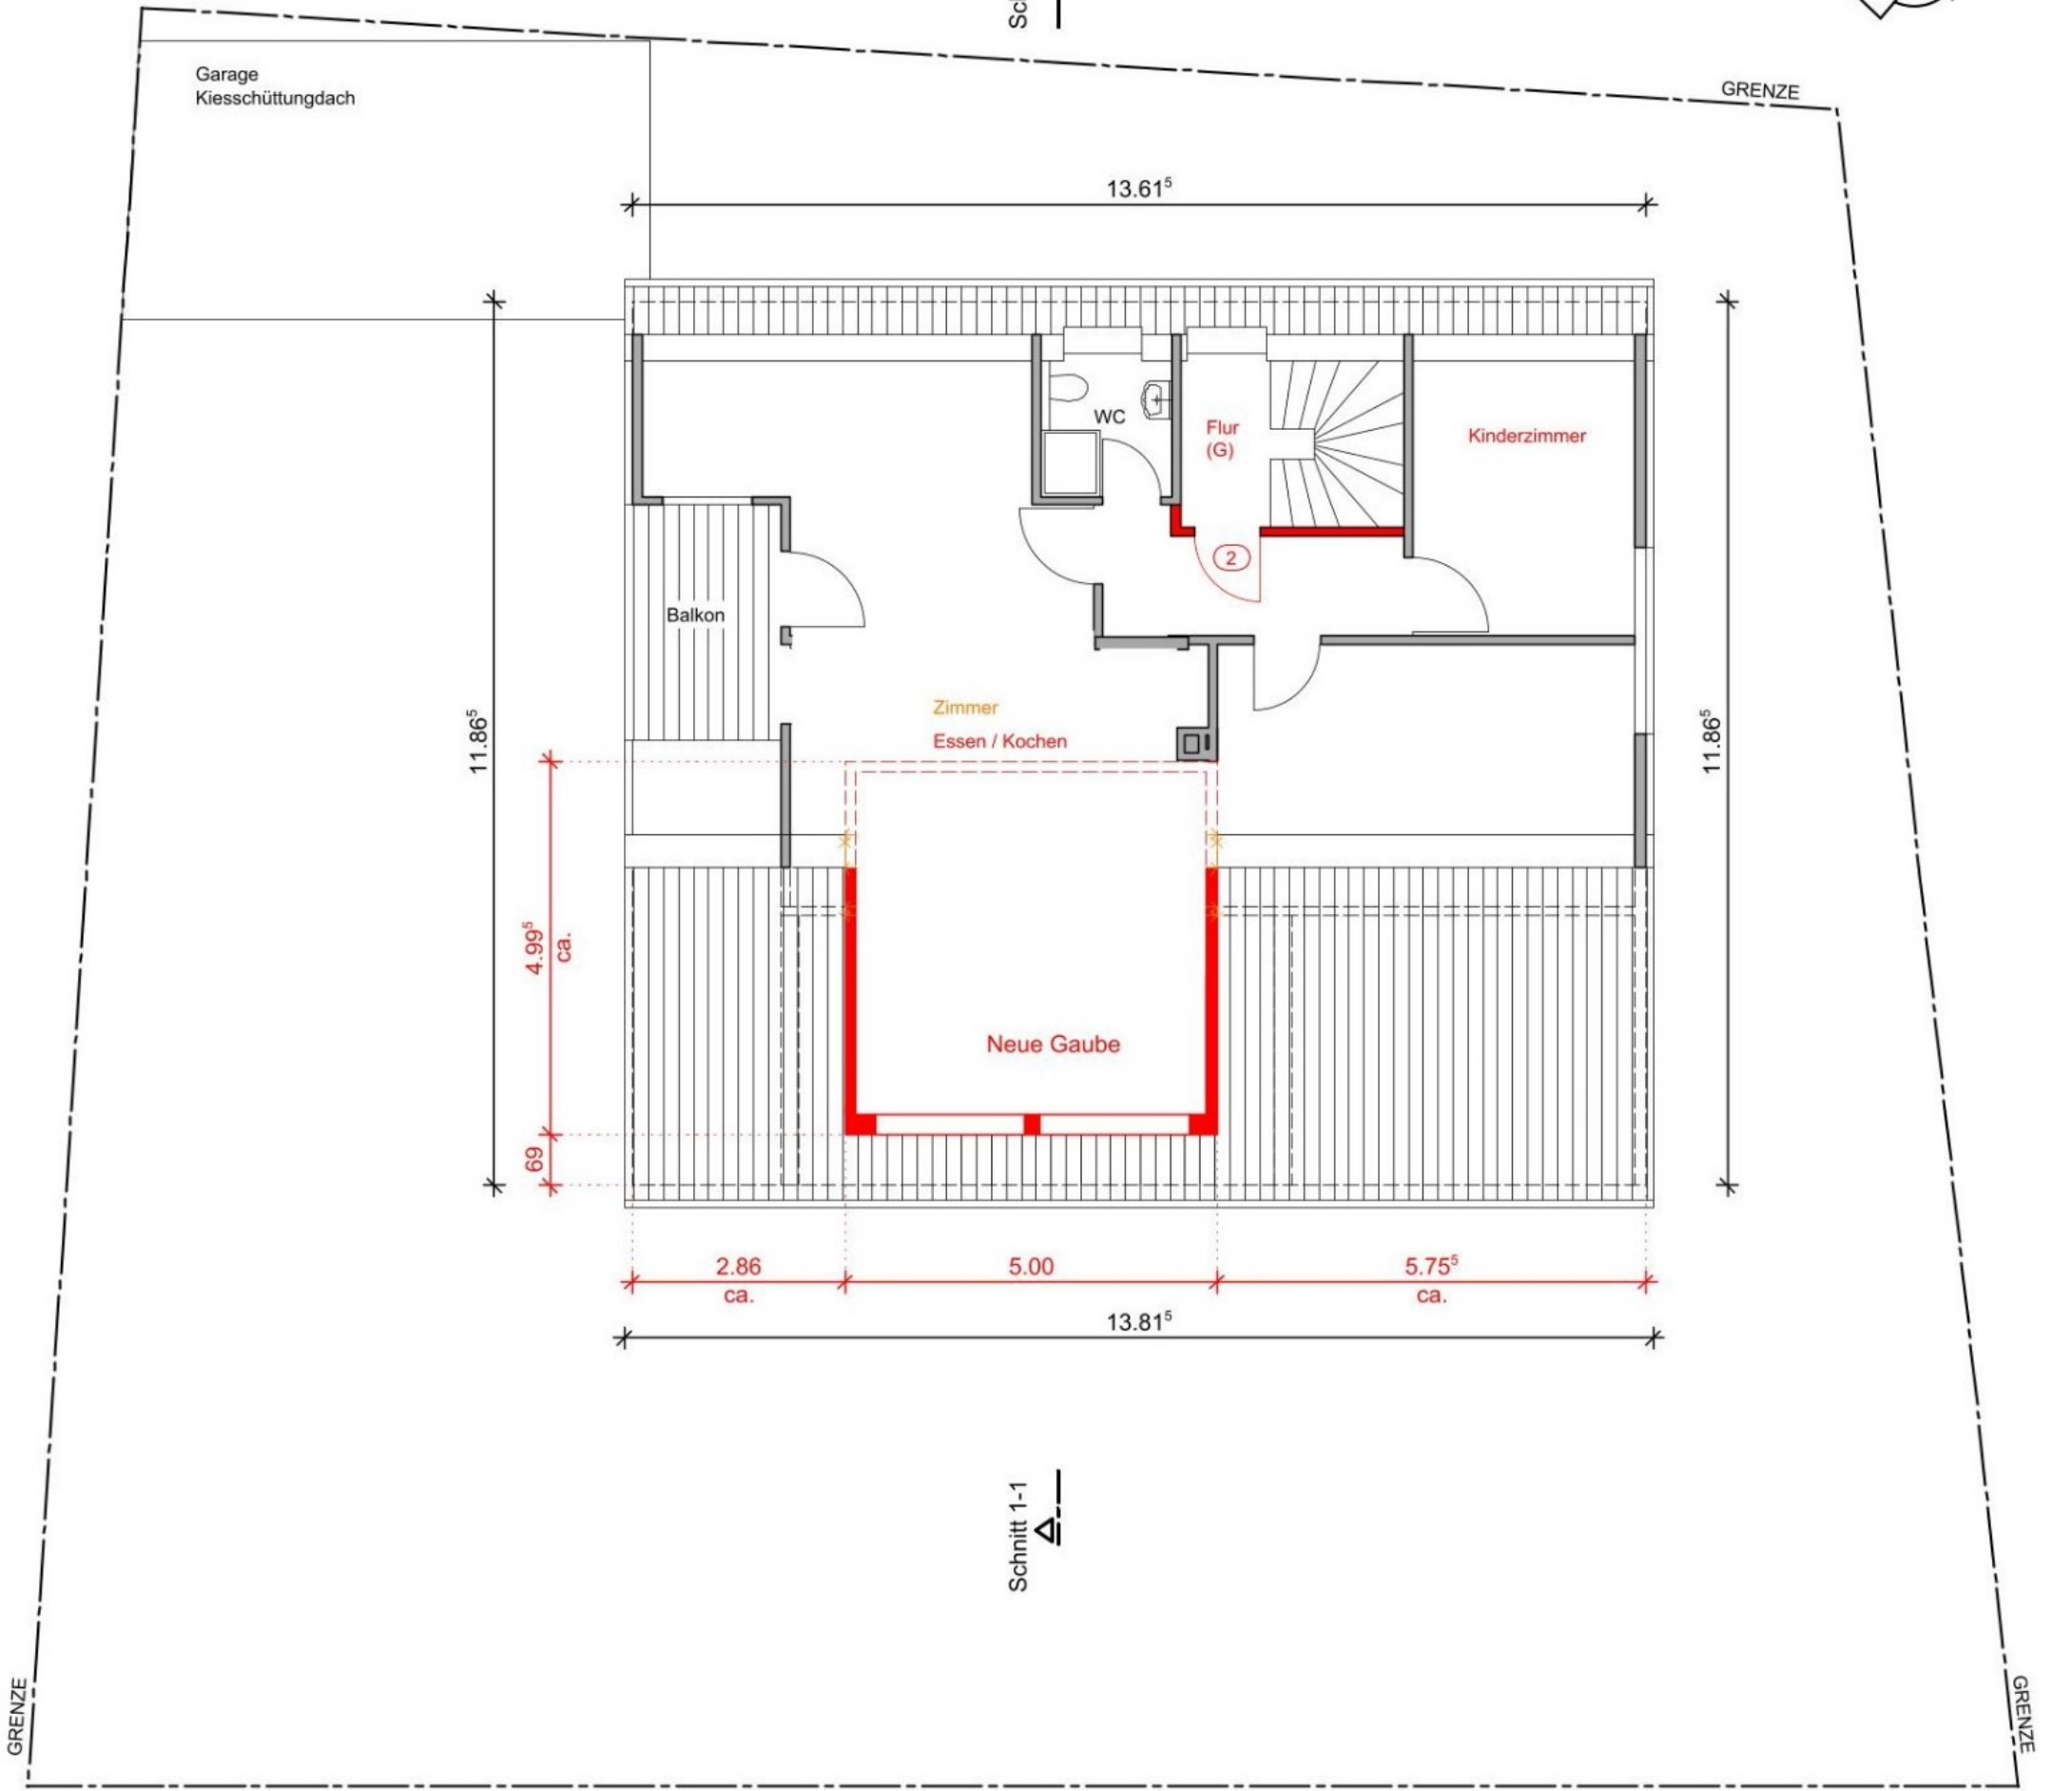 Garage
Kiesschüttungdach
GRENZE
13.61⁵
WC
Flur
(G)
Kinderzimmer
2
Balkon
Zimmer
Essen / Kochen
11.86⁵
11.86⁵
4.99⁵
ca.
Neue Gaube
69
2.86
ca.
5.00
5.75⁵
ca.
13.81⁵
Schnitt 1-1
GRENZE
GRENZE